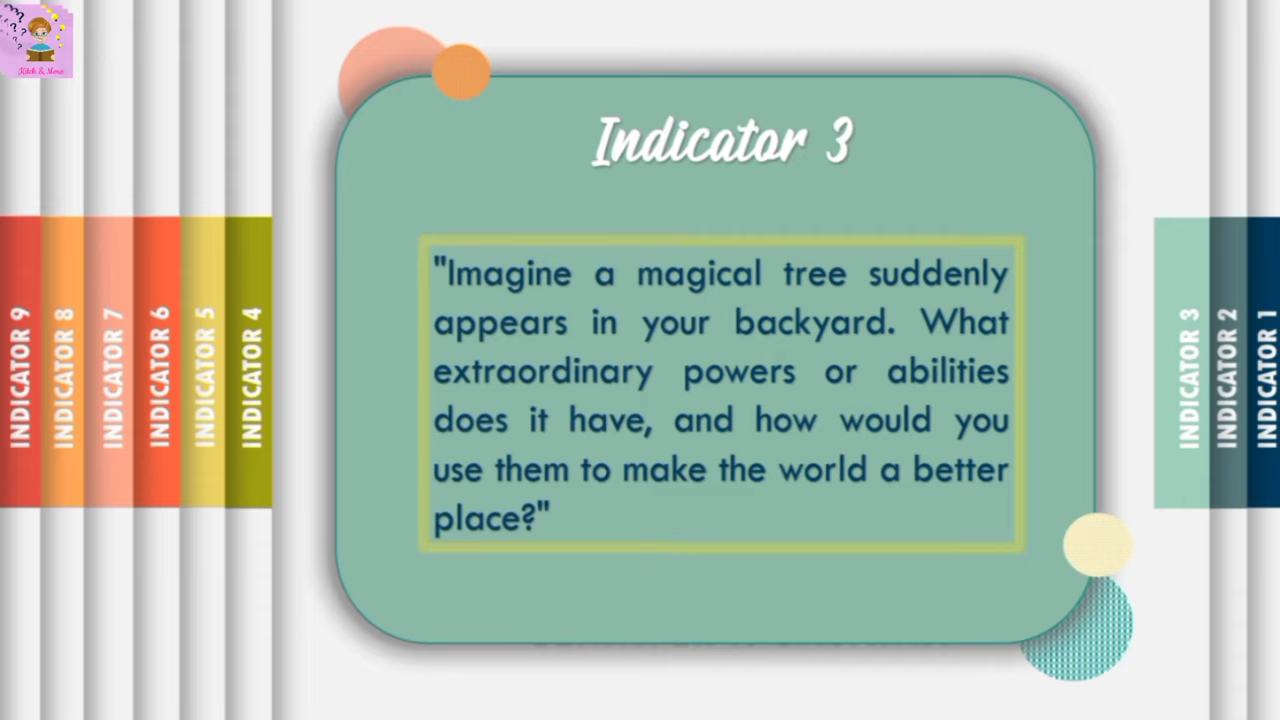 Kitch & More
Indicator 3
"Imagine a magical tree suddenly
appears in your backyard. What
extraordinary powers or abilities
does it have, and how would you
use them to make the world a better
place?"
INDICATOR 9
INDICATOR 8
INDICATOR 7
INDICATOR 6
INDICATOR 5
INDICATOR 4
INDICATOR 3
INDICATOR 2
INDICATOR 1